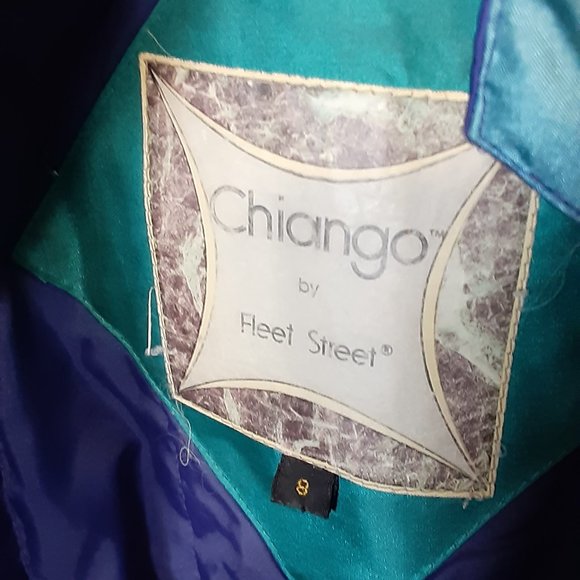 Chiango™
by
Fleet Street®
8